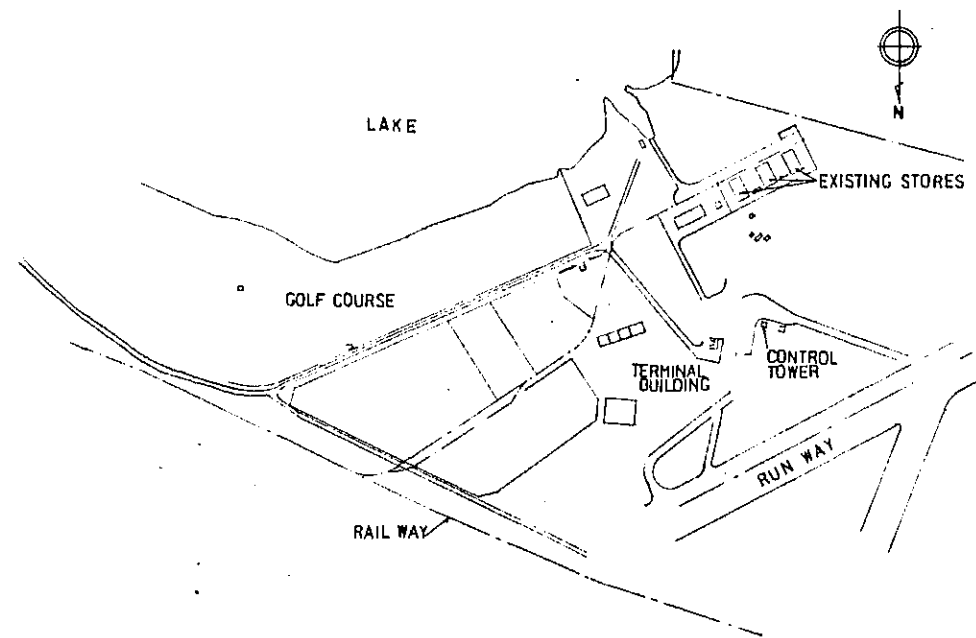 N
LAKE
EXISTING STORES
GOLF COURSE
TERMINAL
BUILDING
CONTROL
TOWER
RUN WAY
RAIL WAY